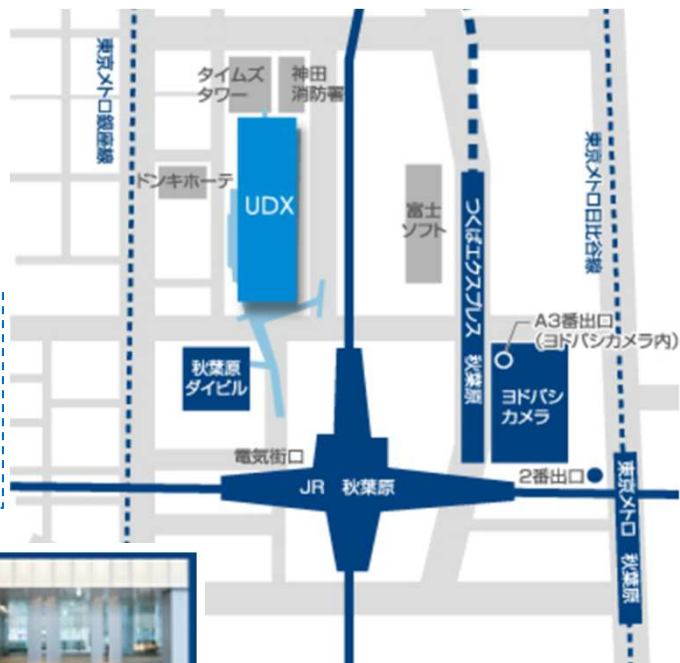 東京メトロ銀座線
タイムズ
タワー
神田
消防署
ドンキホーテ
UDX
富士
ソフト
つくばエクスプレス 秋葉原
東京メトロ日比谷線
A3番出口
(ヨドバシカメラ内)
秋葉原
ダイビル
ヨドバシ
カメラ
電気街口
JR 秋葉原
2番出口
東京メトロ 秋葉原